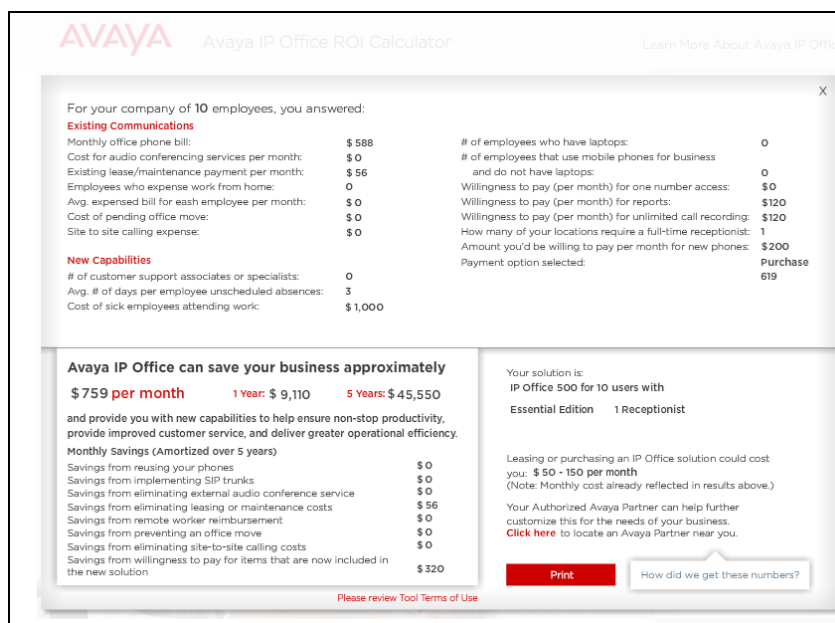 AVAYA Avaya IP Office ROI Calculator Learn More About Avaya IP Offic
X
For your company of 10 employees, you answered:
Existing Communications
Monthly office phone bill: $ 588
Cost for audio conferencing services per month: $ 0
Existing lease/maintenance payment per month: $ 56
Employees who expense work from home: 0
Avg. expensed bill for eash employee per month: $ 0
Cost of pending office move: $ 0
Site to site calling expense: $ 0
New Capabilities
# of customer support associates or specialists: 0
Avg. # of days per employee unscheduled absences: 3
Cost of sick employees attending work: $ 1,000
# of employees who have laptops: 0
# of employees that use mobile phones for business
and do not have laptops: 0
Willingness to pay (per month) for one number access: $0
Willingness to pay (per month) for reports: $120
Willingness to pay (per month) for unlimited call recording: $120
How many of your locations require a full-time receptionist: 1
Amount you'd be willing to pay per month for new phones: $200
Payment option selected: Purchase
619
Avaya IP Office can save your business approximately
$ 759 per month 1 Year: $ 9,110 5 Years: $ 45,550
and provide you with new capabilities to help ensure non-stop productivity,
provide improved customer service, and deliver greater operational efficiency.
Monthly Savings (Amortized over 5 years)
Savings from reusing your phones $ 0
Savings from implementing SIP trunks $ 0
Savings from eliminating external audio conference service $ 0
Savings from eliminating leasing or maintenance costs $ 56
Savings from remote worker reimbursement $ 0
Savings from preventing an office move $ 0
Savings from eliminating site-to-site calling costs $ 0
Savings from willingness to pay for items that are now included in
the new solution $ 320
Your solution is:
IP Office 500 for 10 users with
Essential Edition 1 Receptionist
Leasing or purchasing an IP Office solution could cost
you: $ 50 - 150 per month
(Note: Monthly cost already reflected in results above.)
Your Authorized Avaya Partner can help further
customize this for the needs of your business.
Click here to locate an Avaya Partner near you.
Print How did we get these numbers?
Please review Tool Terms of Use